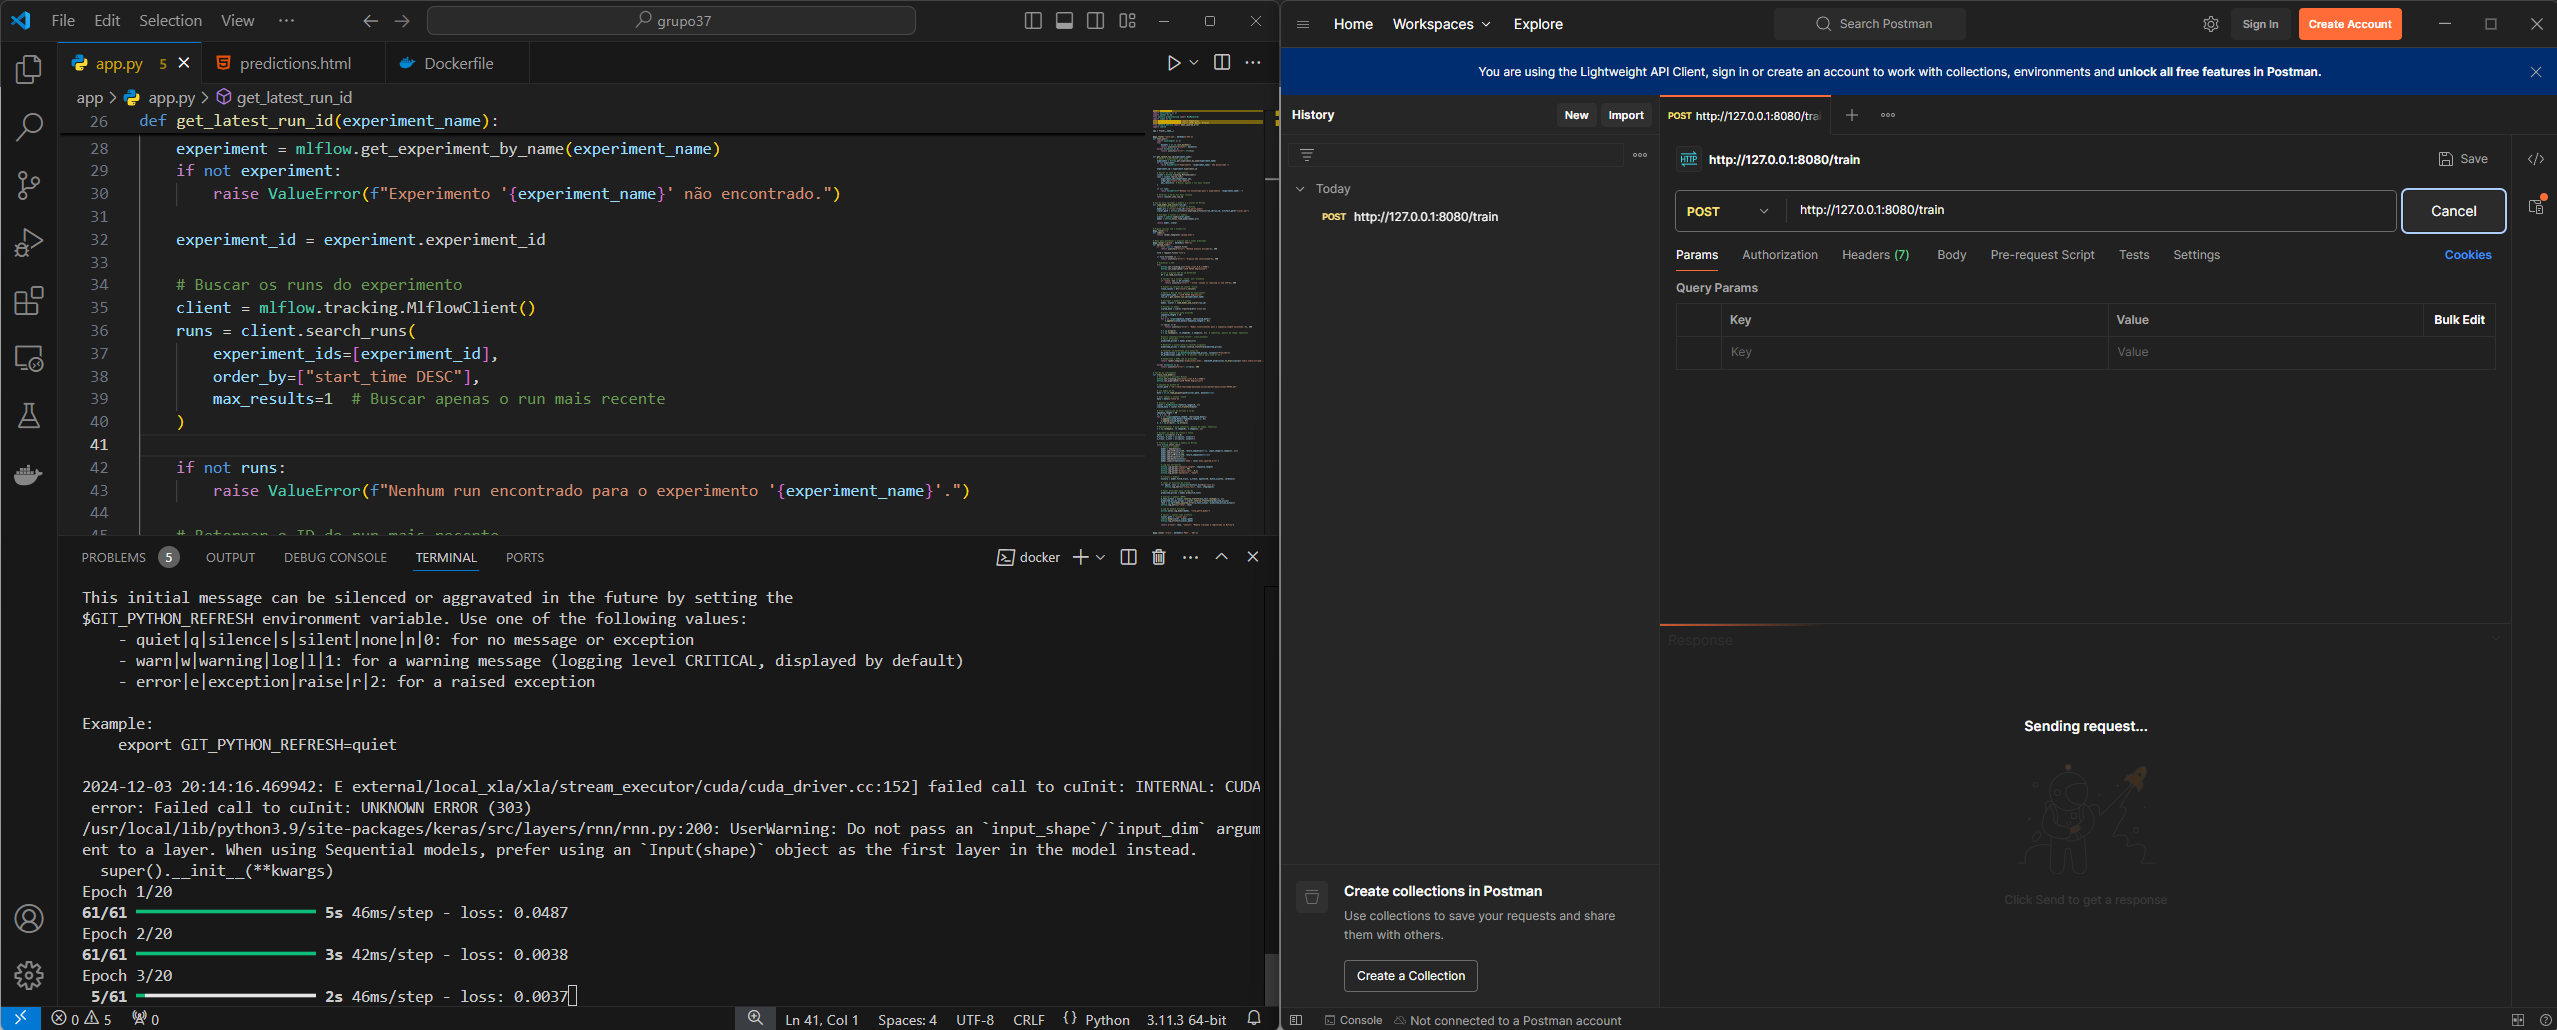 File Edit Selection View ··· grupo37
app.py 5 predictions.html Dockerfile
app > app.py > get_latest_run_id
26 def get_latest_run_id(experiment_name):
28 experiment = mlflow.get_experiment_by_name(experiment_name)
29 if not experiment:
30 raise ValueError(f"Experimento '{experiment_name}' não encontrado.")
31
32 experiment_id = experiment.experiment_id
33
34 # Buscar os runs do experimento
35 client = mlflow.tracking.MlflowClient()
36 runs = client.search_runs(
37 experiment_ids=[experiment_id],
38 order_by=["start_time DESC"],
39 max_results=1 # Buscar apenas o run mais recente
40 )
41
42 if not runs:
43 raise ValueError(f"Nenhum run encontrado para o experimento '{experiment_name}'.")
44
45 # Retornar o ID do run mais recente
PROBLEMS 5 OUTPUT DEBUG CONSOLE TERMINAL PORTS docker
This initial message can be silenced or aggravated in the future by setting the
$GIT_PYTHON_REFRESH environment variable. Use one of the following values:
- quiet|q|silence|s|silent|none|n|0: for no message or exception
- warn|w|warning|log|l|1: for a warning message (logging level CRITICAL, displayed by default)
- error|e|exception|raise|r|2: for a raised exception
Example:
export GIT_PYTHON_REFRESH=quiet
2024-12-03 20:14:16.469942: E external/local_xla/xla/stream_executor/cuda/cuda_driver.cc:152] failed call to cuInit: INTERNAL: CUDA
error: Failed call to cuInit: UNKNOWN ERROR (303)
/usr/local/lib/python3.9/site-packages/keras/src/layers/rnn/rnn.py:200: UserWarning: Do not pass an `input_shape`/`input_dim` argum
ent to a layer. When using Sequential models, prefer using an `Input(shape)` object as the first layer in the model instead.
super().__init__(**kwargs)
Epoch 1/20
61/61 5s 46ms/step - loss: 0.0487
Epoch 2/20
61/61 3s 42ms/step - loss: 0.0038
Epoch 3/20
5/61 2s 46ms/step - loss: 0.0037
0 5 0 Ln 41, Col 1 Spaces: 4 UTF-8 CRLF {} Python 3.11.3 64-bit
Home Workspaces Explore Search Postman Sign In Create Account
You are using the Lightweight API Client, sign in or create an account to work with collections, environments and unlock all free features in Postman.
History New Import
Today
POST http://127.0.0.1:8080/train
Create collections in Postman
Use collections to save your requests and share
them with others.
Create a Collection
POST http://127.0.0.1:8080/trai
HTTP http://127.0.0.1:8080/train Save
POST http://127.0.0.1:8080/train Cancel
Params Authorization Headers (7) Body Pre-request Script Tests Settings Cookies
Query Params
Key Value Bulk Edit
Key Value
Response
Sending request...
Click Send to get a response
Console Not connected to a Postman account